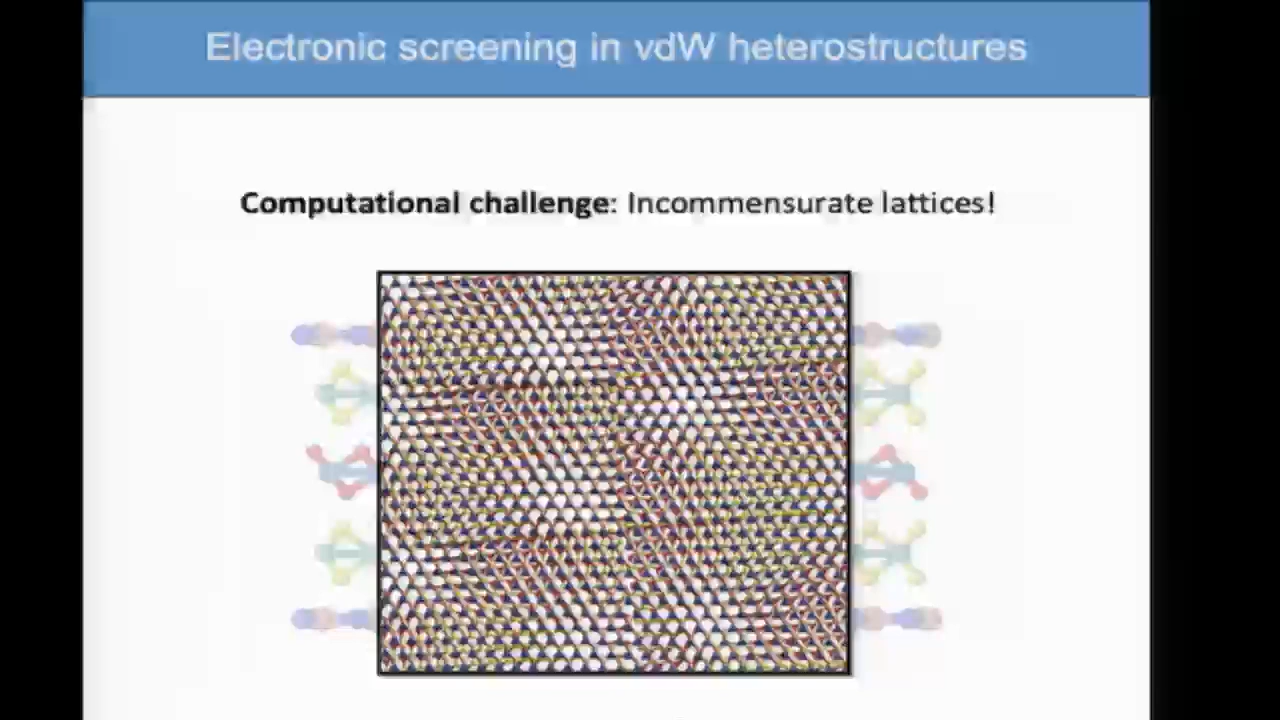 Electronic screening in vdW heterostructures
Computational challenge: Incommensurate lattices!